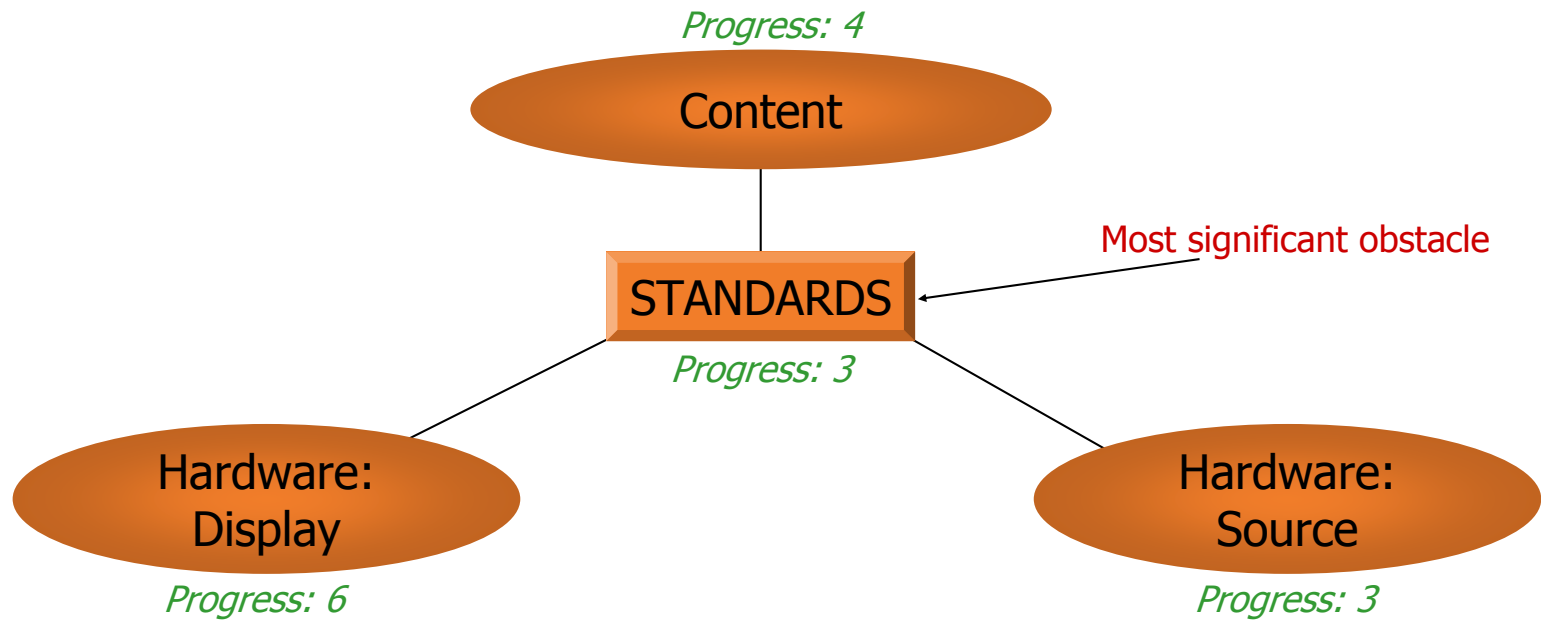 Progress: 4
Content
Most significant obstacle
STANDARDS
Progress: 3
Hardware:
Display
Progress: 6
Hardware:
Source
Progress: 3